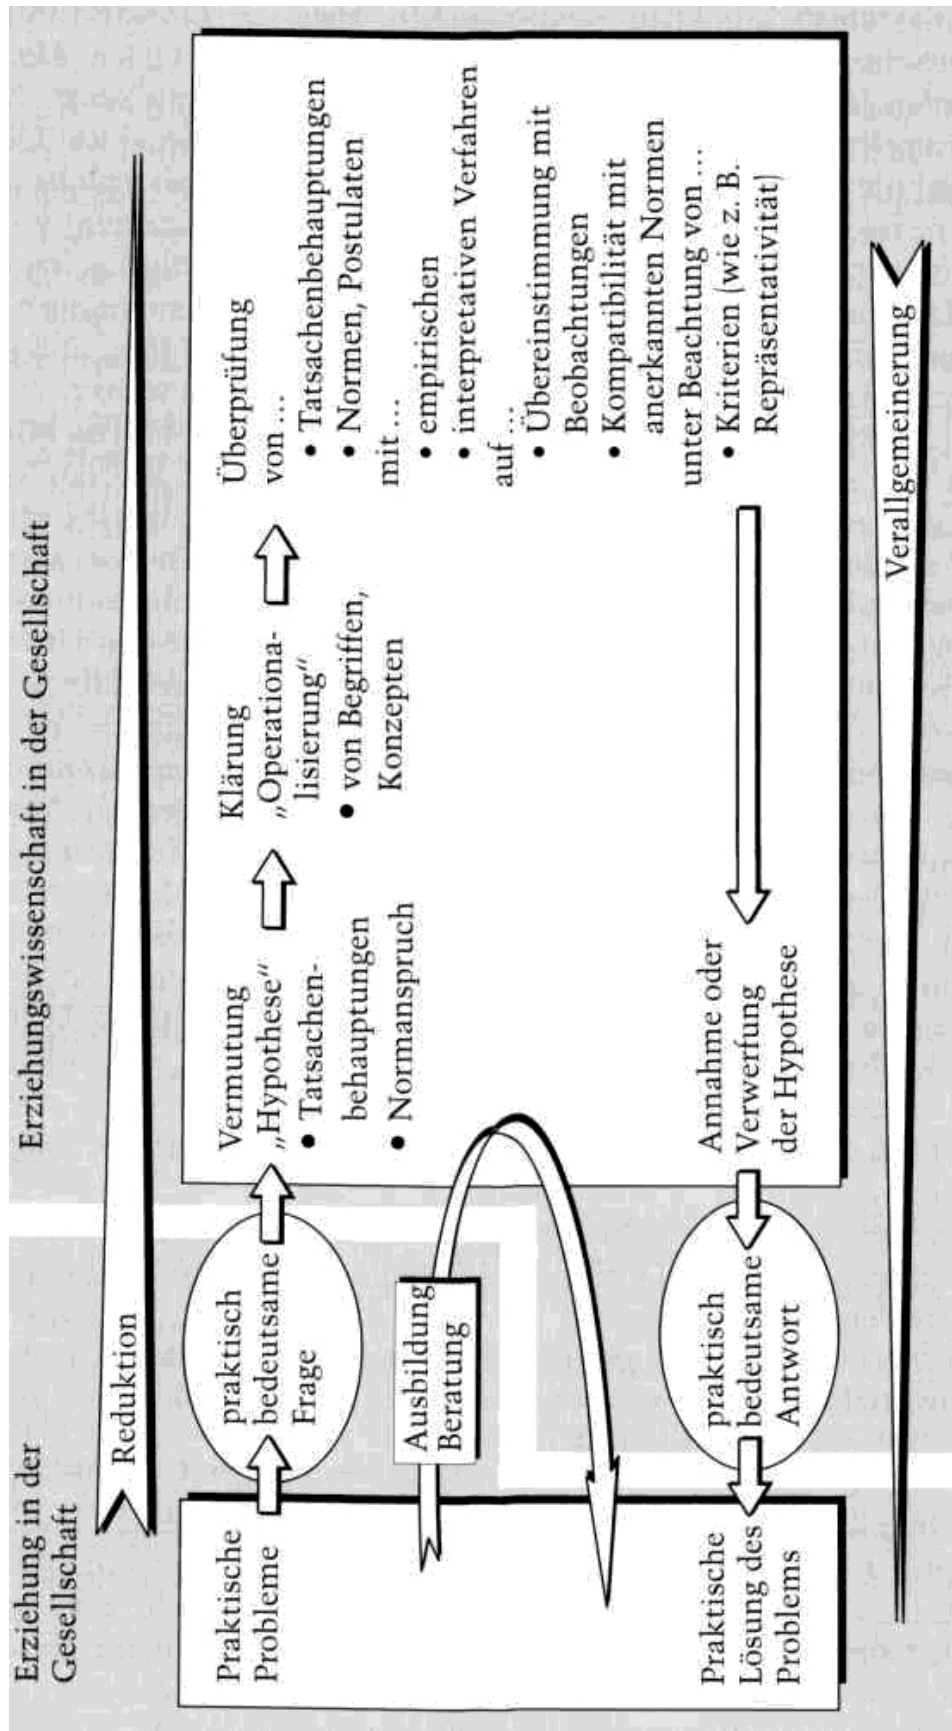 Erziehung in der
Gesellschaft
Erziehungswissenschaft in der Gesellschaft
Reduktion
Praktische
Probleme
praktisch
bedeutsame
Frage
Vermutung
„Hypothese“
• Tatsachen-
behauptungen
• Normanspruch
Klärung
„Operationa-
lisierung“
• von Begriffen,
Konzepten
Überprüfung
von...
• Tatsachenbehauptungen
• Normen, Postulaten
mit...
• empirischen
• interpretativen Verfahren
auf...
• Übereinstimmung mit
Beobachtungen
• Kompatibilität mit
anerkannten Normen
unter Beachtung von...
• Kriterien (wie z. B.
Repräsentativität)
Ausbildung
Beratung
Praktische
Lösung des
Problems
praktisch
bedeutsame
Antwort
Annahme oder
Verwerfung
der Hypothese
Verallgemeinerung